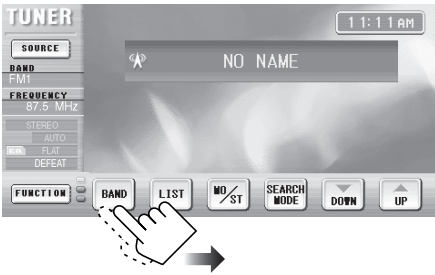 TUNER
11:11AM
SOURCE
NO NAME
BAND
FM1
FREQUENCY
87.5 MHz
STEREO
AUTO
EQ FLAT
DEFEAT
FUNCTION
BAND
LIST
MO/ST
SEARCH
MODE
DOWN
UP